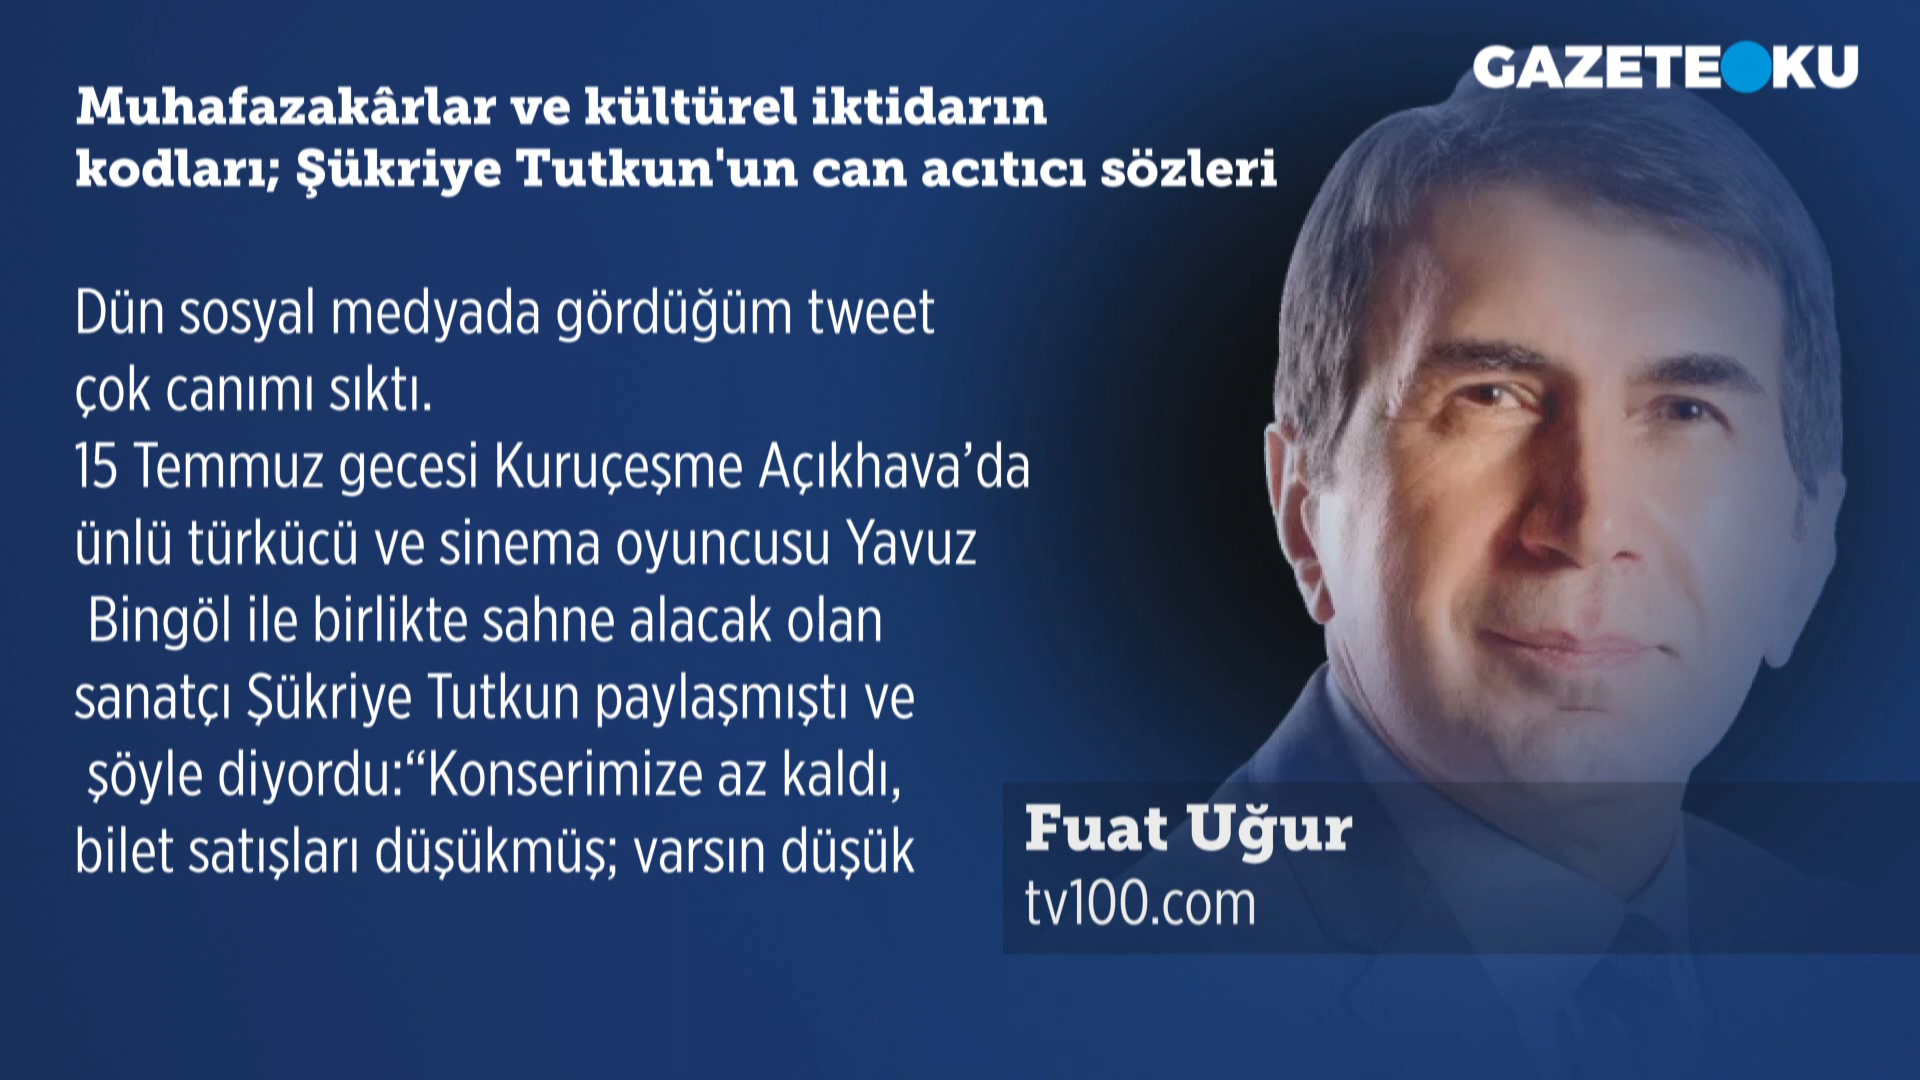 GAZETE OKU
Muhafazakârlar ve kültürel iktidarın
kodları; Şükriye Tutkun'un can acıtıcı sözleri
Dün sosyal medyada gördüğüm tweet
çok canımı sıktı.
15 Temmuz gecesi Kuruçeşme Açıkhava’da
ünlü türkücü ve sinema oyuncusu Yavuz
Bingöl ile birlikte sahne alacak olan
sanatçı Şükriye Tutkun paylaşmıştı ve
şöyle diyordu:“Konserimize az kaldı,
bilet satışları düşükmüş; varsın düşük
Fuat Uğur
tv100.com